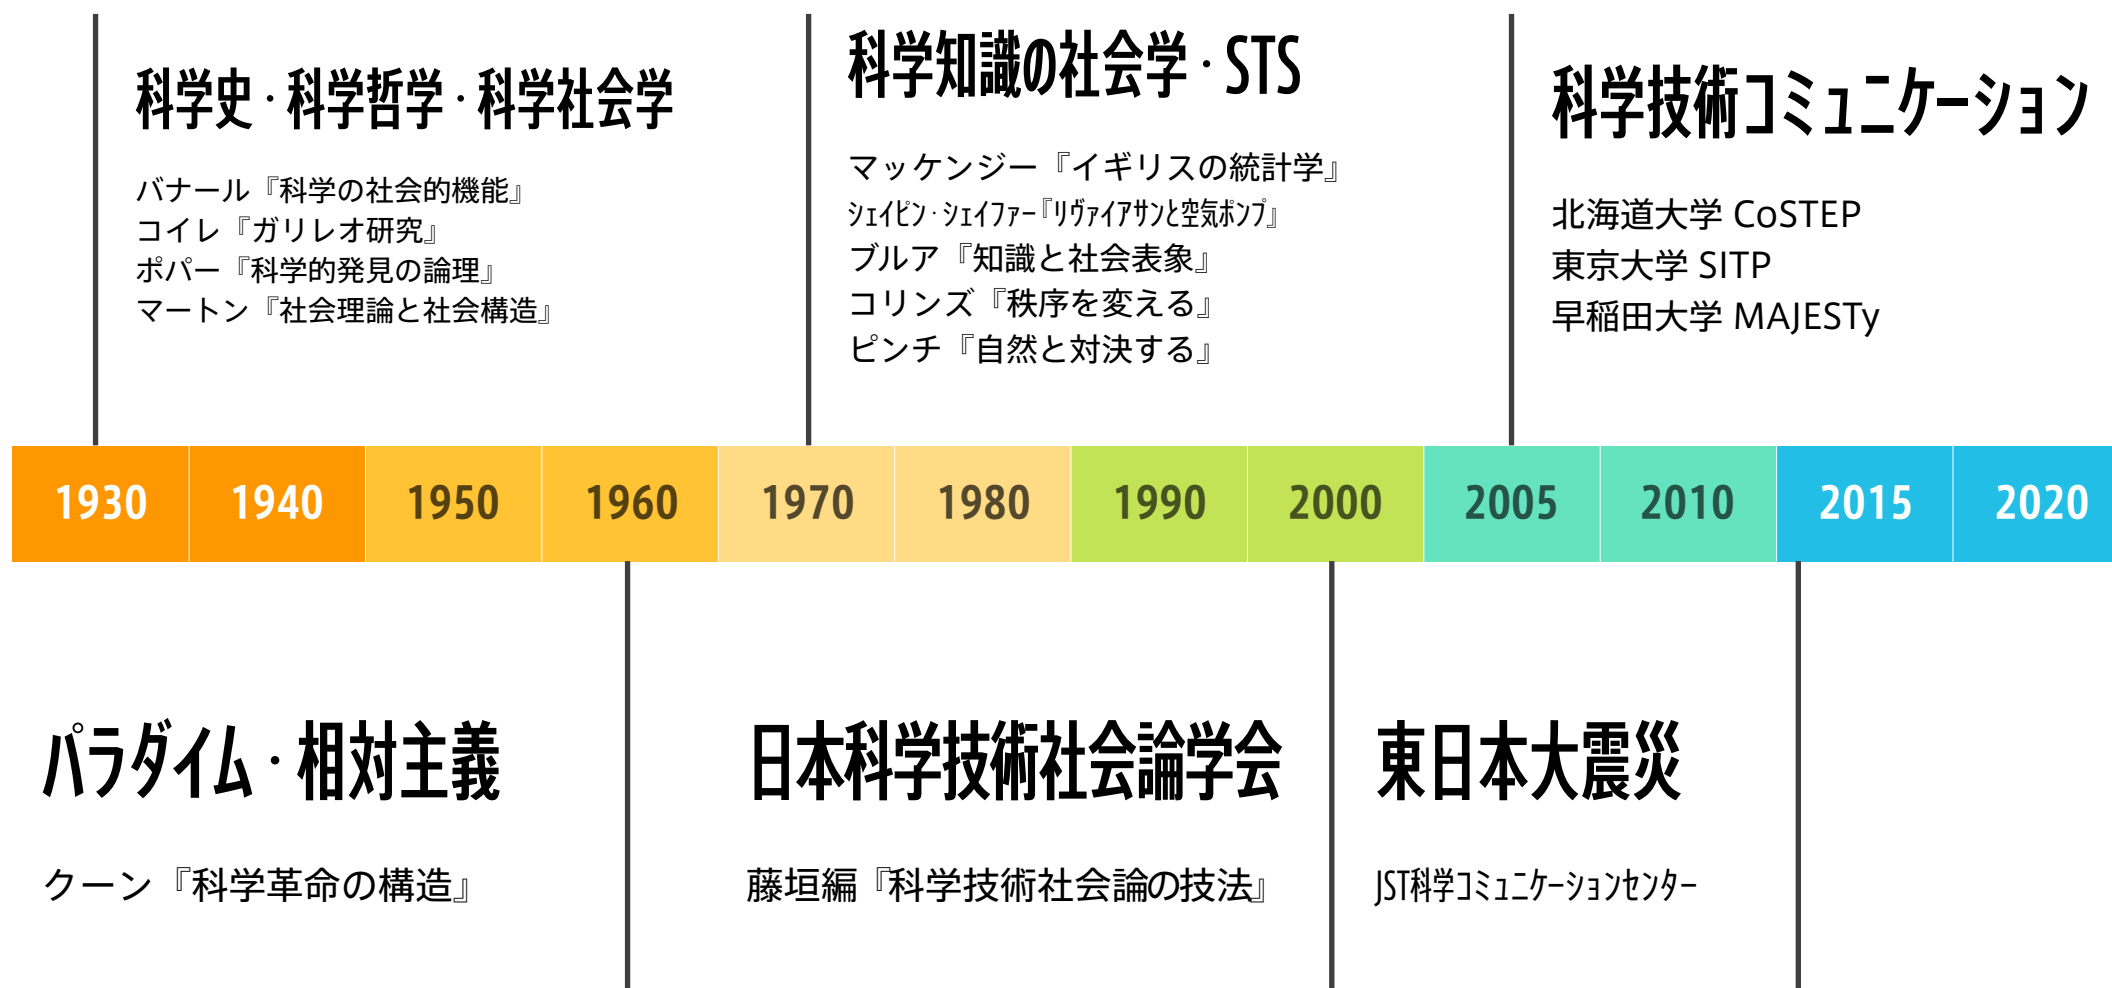 科学史・科学哲学・科学社会学
バナール『科学の社会的機能』
コイレ『ガリレオ研究』
ポパー『科学的発見の論理』
マートン『社会理論と社会構造』
科学知識の社会学・STS
マッケンジー『イギリスの統計学』
シェイピン・シェイファー『リヴァイアサンと空気ポンプ』
ブルア『知識と社会表象』
コリンズ『秩序を変える』
ピンチ『自然と対決する』
科学技術コミュニケーション
北海道大学 CoSTEP
東京大学 SITP
早稲田大学 MAJESTy
1930 1940 1950 1960 1970 1980 1990 2000 2005 2010 2015 2020
パラダイム・相対主義
クーン『科学革命の構造』
日本科学技術社会論学会
藤垣編『科学技術社会論の技法』
東日本大震災
JST科学コミュニケーションセンター